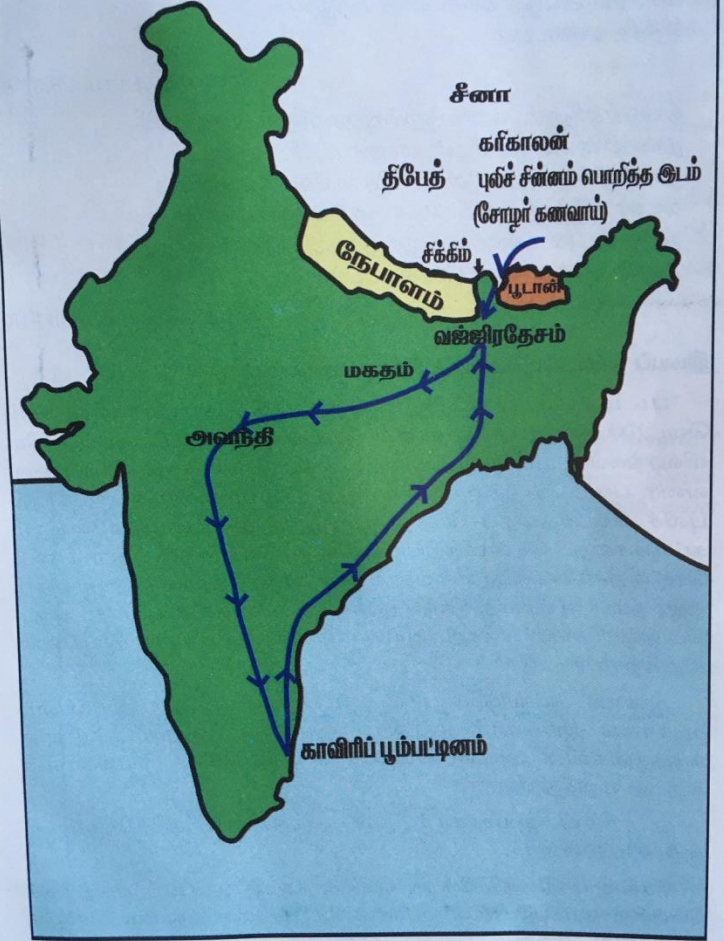 சீனா
கரிகாலன்
திபேத் புலிச் சின்னம் பொறித்த இடம்
(சோழர் கணவாய்)
சிக்கிம்
நேபாளம்
பூடான்
வஜ்ஜிரதேசம்
மகதம்
அவந்தி
காவிரிப் பூம்பட்டினம்